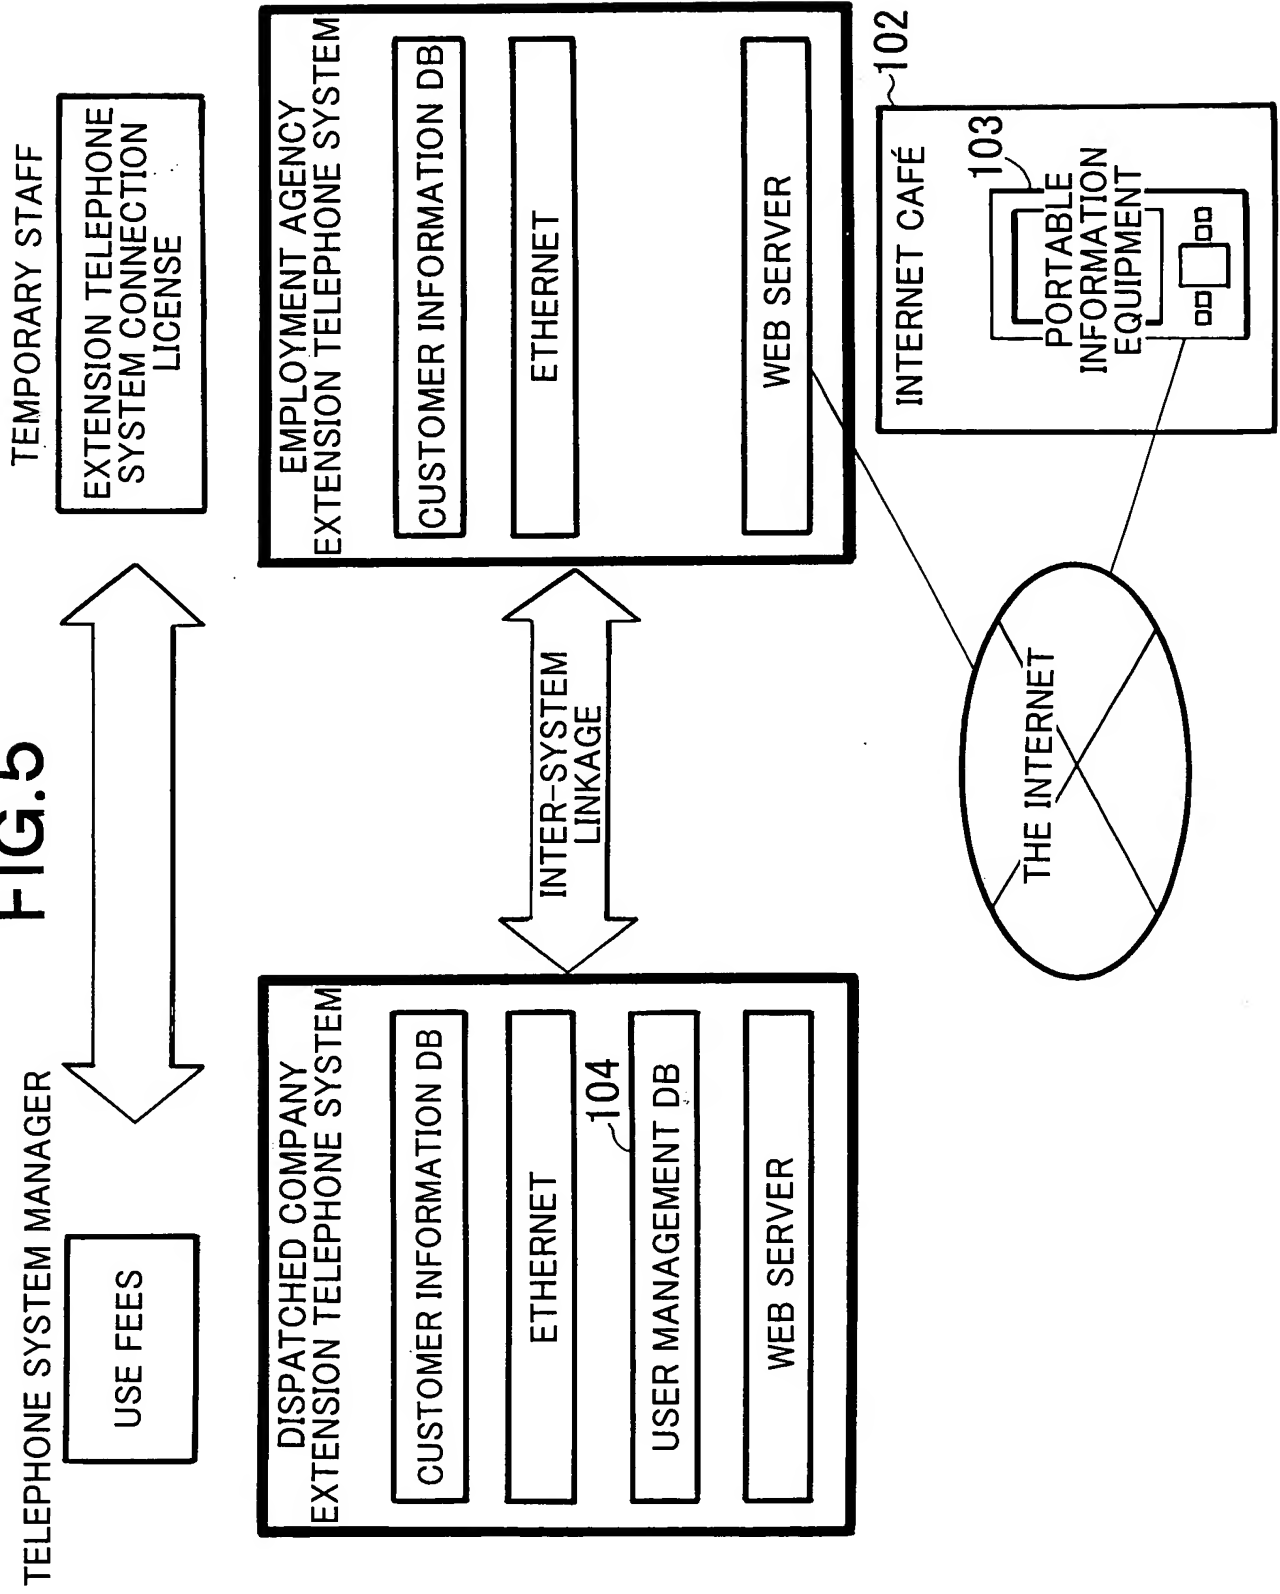 FIG.5
TELEPHONE SYSTEM MANAGER
USE FEES
TEMPORARY STAFF
EXTENSION TELEPHONE
SYSTEM CONNECTION
LICENSE
DISPATCHED COMPANY
EXTENSION TELEPHONE SYSTEM
CUSTOMER INFORMATION DB
ETHERNET
104
USER MANAGEMENT DB
WEB SERVER
INTER-SYSTEM
LINKAGE
EMPLOYMENT AGENCY
EXTENSION TELEPHONE SYSTEM
CUSTOMER INFORMATION DB
ETHERNET
WEB SERVER
THE INTERNET
102
INTERNET CAFÉ
103
PORTABLE
INFORMATION
EQUIPMENT